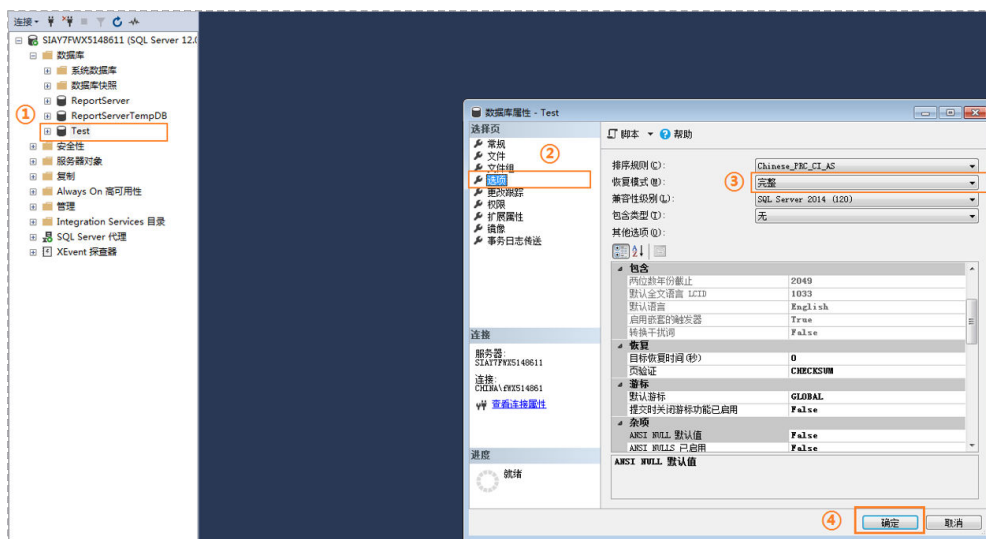 连接
SIAY7FWX5148611 (SQL Server 12.(
数据库
系统数据库
数据库快照
ReportServer
① ReportServerTempDB
Test
安全性
服务器对象
复制
Always On 高可用性
管理
Integration Services 目录
SQL Server 代理
XEvent 探查器
数据库属性 - Test
选择页
常规
文件 ②
文件组
选项
更改跟踪
权限
扩展属性
镜像
事务日志传送
连接
服务器:
SIAY7FWX5148611
连接:
CHINA\fWX514861
查看连接属性
进度
就绪
脚本 帮助
排序规则(C): Chinese_PRC_CI_AS
恢复模式(M): ③ 完整
兼容性级别(L): SQL Server 2014 (120)
包含类型(T): 无
其他选项(O):
包含
两位数年份截止 2049
默认全文语言 LCID 1033
默认语言 English
启用嵌套的触发器 True
转换干扰词 False
恢复
目标恢复时间(秒) 0
页验证 CHECKSUM
游标
默认游标 GLOBAL
提交时关闭游标功能已启用 False
杂项
ANSI NULL 默认值 False
ANSI NULLS 已启用 False
ANSI NULL 默认值
④ 确定 取消